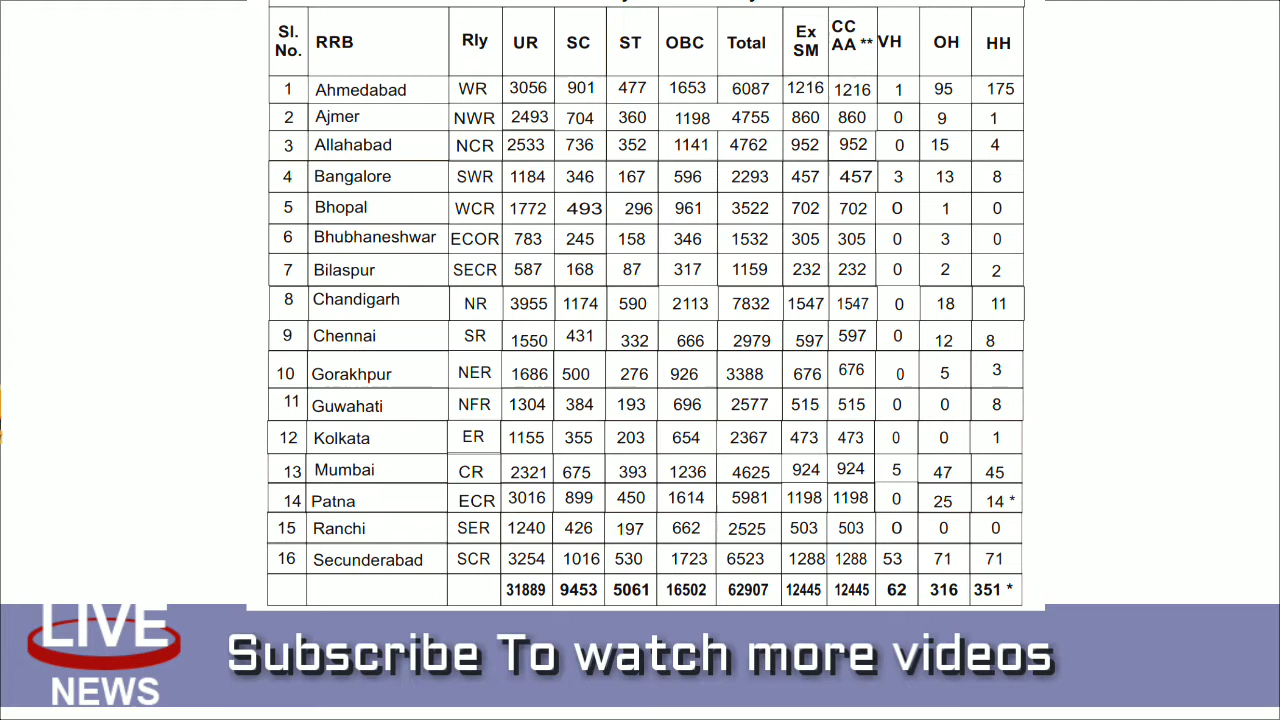 Sl. No. RRB Rly UR SC ST OBC Total Ex SM CC AA ** VH OH HH
1 Ahmedabad WR 3056 901 477 1653 6087 1216 1216 1 95 175
2 Ajmer NWR 2493 704 360 1198 4755 860 860 0 9 1
3 Allahabad NCR 2533 736 352 1141 4762 952 952 0 15 4
4 Bangalore SWR 1184 346 167 596 2293 457 457 3 13 8
5 Bhopal WCR 1772 493 296 961 3522 702 702 0 1 0
6 Bhubhaneshwar ECOR 783 245 158 346 1532 305 305 0 3 0
7 Bilaspur SECR 587 168 87 317 1159 232 232 0 2 2
8 Chandigarh NR 3955 1174 590 2113 7832 1547 1547 0 18 11
9 Chennai SR 1550 431 332 666 2979 597 597 0 12 8
10 Gorakhpur NER 1686 500 276 926 3388 676 676 0 5 3
11 Guwahati NFR 1304 384 193 696 2577 515 515 0 0 8
12 Kolkata ER 1155 355 203 654 2367 473 473 0 0 1
13 Mumbai CR 2321 675 393 1236 4625 924 924 5 47 45
14 Patna ECR 3016 899 450 1614 5981 1198 1198 0 25 14 *
15 Ranchi SER 1240 426 197 662 2525 503 503 0 0 0
16 Secunderabad SCR 3254 1016 530 1723 6523 1288 1288 53 71 71
31889 9453 5061 16502 62907 12445 12445 62 316 351 *
LIVE
NEWS
Subscribe To watch more videos